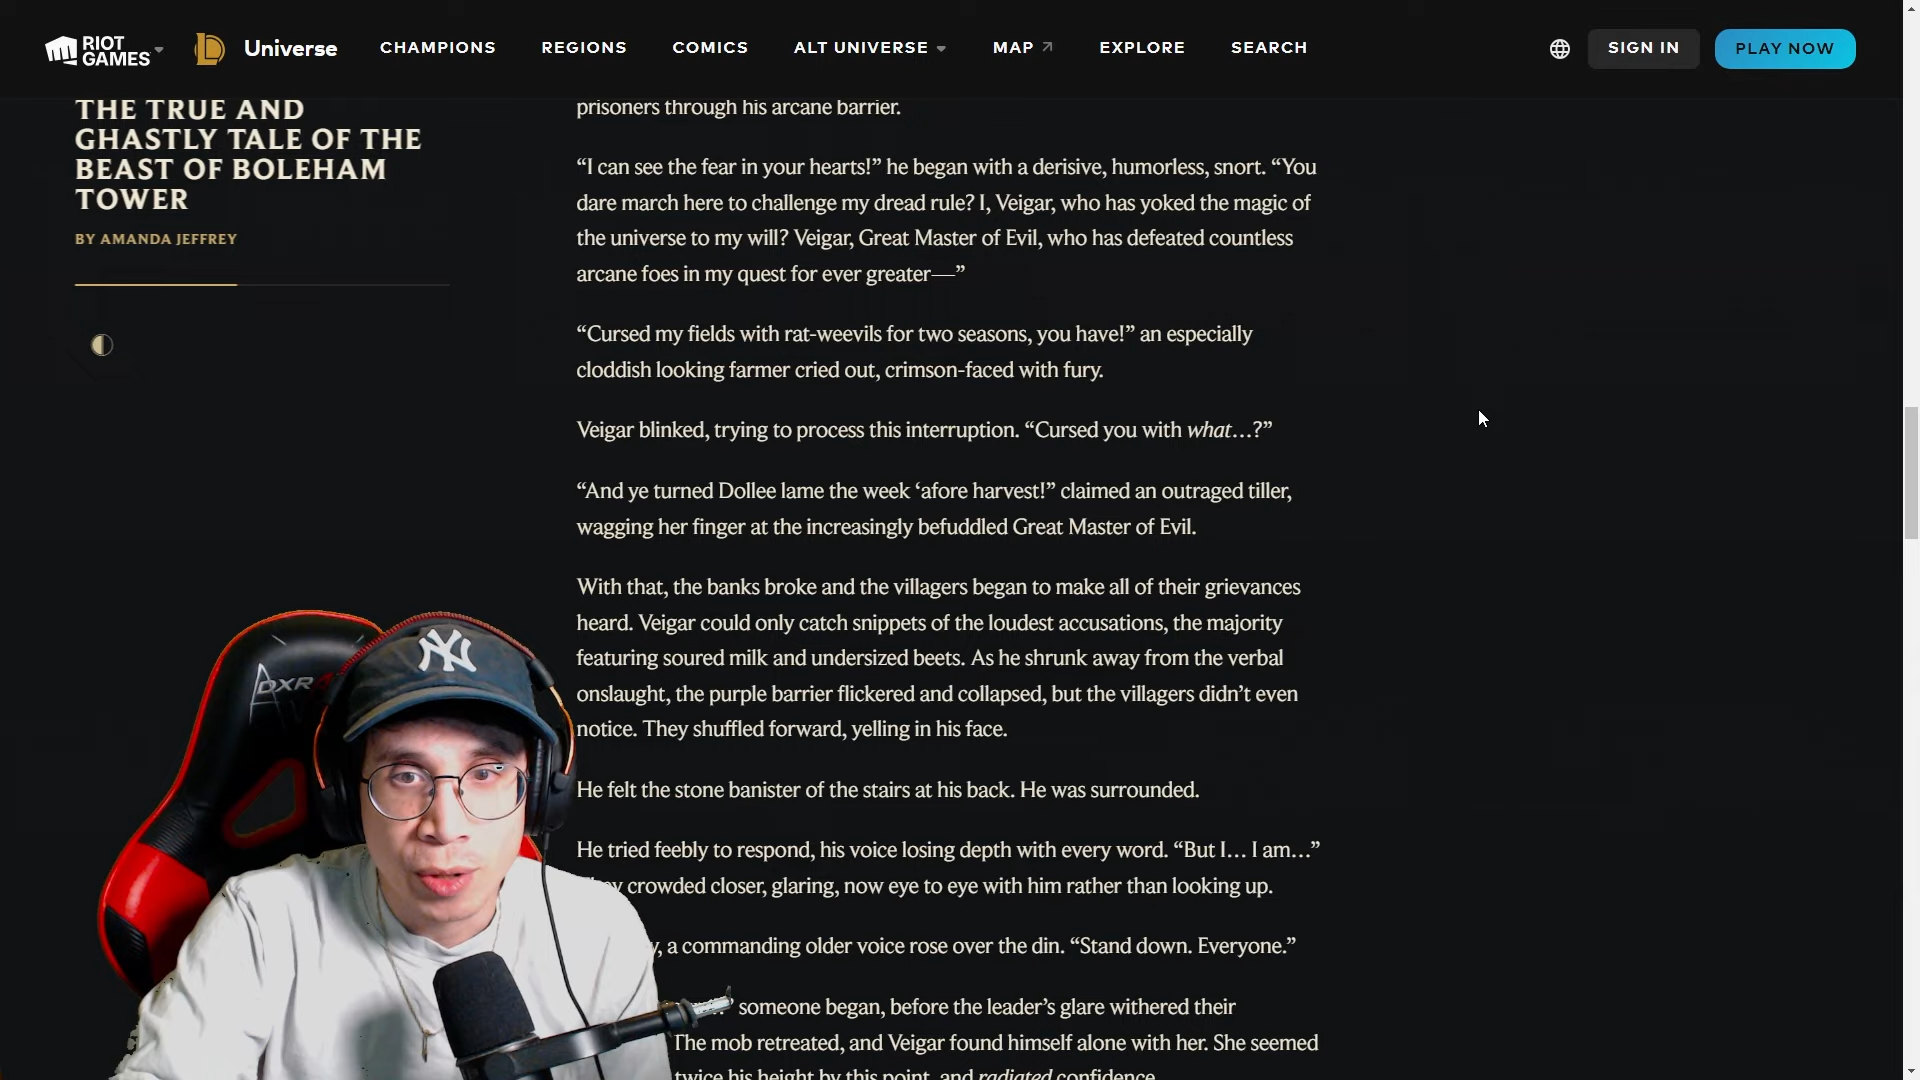 RIOT
GAMES
Universe
CHAMPIONS
REGIONS
COMICS
ALT UNIVERSE
MAP
EXPLORE
SEARCH
SIGN IN
PLAY NOW
THE TRUE AND
GHASTLY TALE OF THE
BEAST OF BOLEHAM
TOWER
BY AMANDA JEFFREY
prisoners through his arcane barrier.
“I can see the fear in your hearts!” he began with a derisive, humorless, snort. “You
dare march here to challenge my dread rule? I, Veigar, who has yoked the magic of
the universe to my will? Veigar, Great Master of Evil, who has defeated countless
arcane foes in my quest for ever greater—”
“Cursed my fields with rat-weevils for two seasons, you have!” an especially
cloddish looking farmer cried out, crimson-faced with fury.
Veigar blinked, trying to process this interruption. “Cursed you with what…?”
“And ye turned Dollee lame the week ‘afore harvest!” claimed an outraged tiller,
wagging her finger at the increasingly befuddled Great Master of Evil.
With that, the banks broke and the villagers began to make all of their grievances
heard. Veigar could only catch snippets of the loudest accusations, the majority
featuring soured milk and undersized beets. As he shrunk away from the verbal
onslaught, the purple barrier flickered and collapsed, but the villagers didn’t even
notice. They shuffled forward, yelling in his face.
He felt the stone banister of the stairs at his back. He was surrounded.
He tried feebly to respond, his voice losing depth with every word. “But I… I am…”
crowded closer, glaring, now eye to eye with him rather than looking up.
a commanding older voice rose over the din. “Stand down. Everyone.”
someone began, before the leader’s glare withered their
The mob retreated, and Veigar found himself alone with her. She seemed
twice his height by this point, and radiated confidence.
DXR
NY